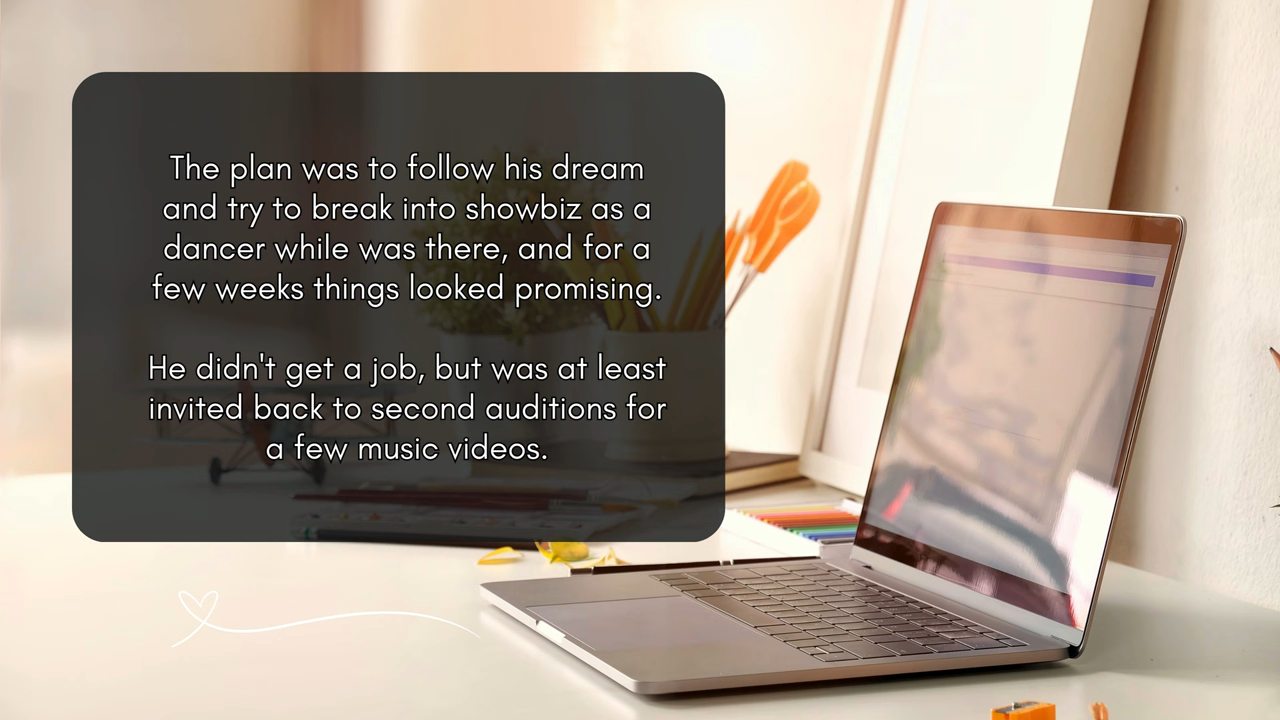 The plan was to follow his dream
and try to break into showbiz as a
dancer while was there, and for a
few weeks things looked promising.
He didn't get a job, but was at least
invited back to second auditions for
a few music videos.